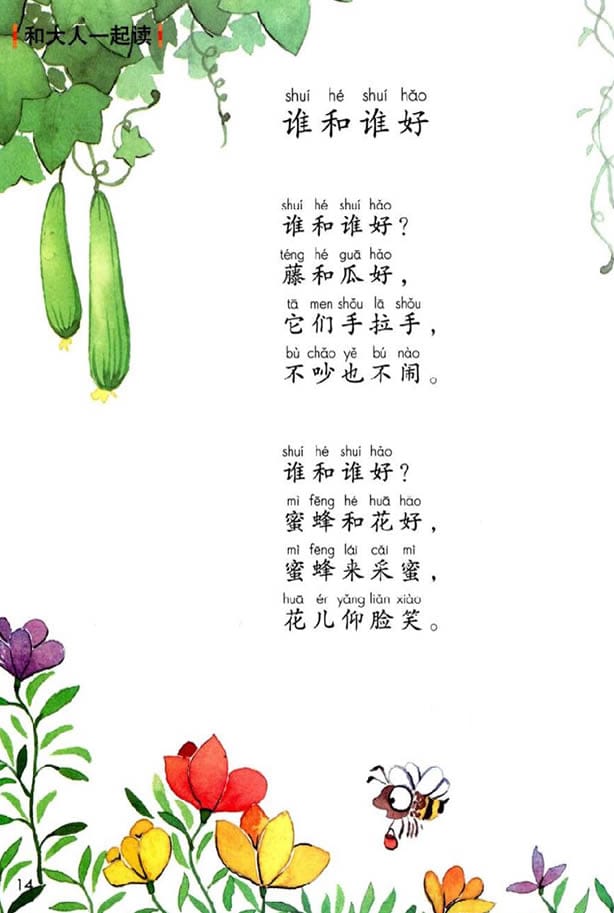 和大人一起读
shuí hé shuí hǎo
谁和谁好
shuí hé shuí hǎo
谁和谁好？
téng hé guā hǎo
藤和瓜好，
tā men shǒu lā shǒu
它们手拉手，
bù chǎo yě bú nào
不吵也不闹。
shuí hé shuí hǎo
谁和谁好？
mì fēng hé huā hǎo
蜜蜂和花好，
mì fēng lái cǎi mì
蜜蜂来采蜜，
huā ér yǎng liǎn xiào
花儿仰脸笑。
14